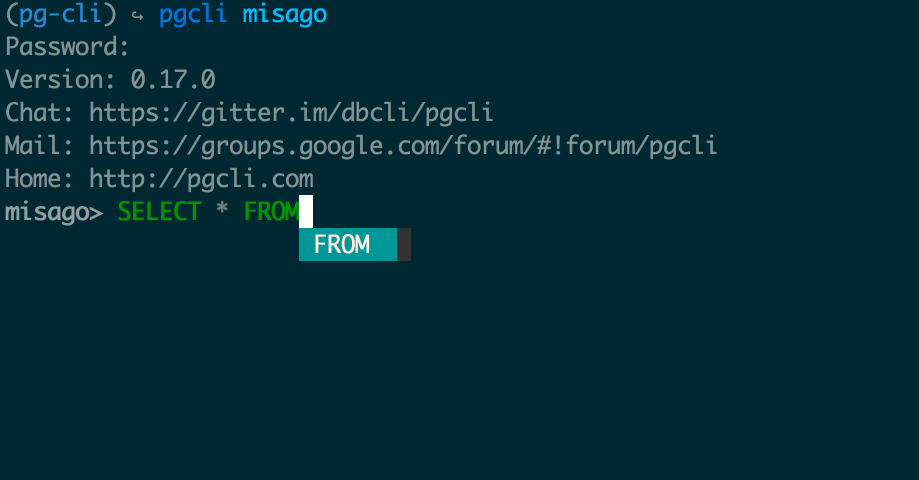 (pg-cli) ↪ pgcli misago
Password:
Version: 0.17.0
Chat: https://gitter.im/dbcli/pgcli
Mail: https://groups.google.com/forum/#!forum/pgcli
Home: http://pgcli.com
misago> SELECT * FROM
FROM